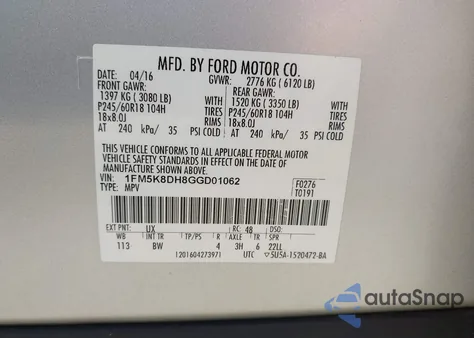 MFD. BY FORD MOTOR CO.
DATE: 04/16 GVWR: 2776 KG ( 6120 LB)
FRONT GAWR: REAR GAWR:
1397 KG ( 3080 LB) WITH 1520 KG ( 3350 LB) WITH
P245/60R18 104H TIRES P245/60R18 104H TIRES
18x8.0J RIMS 18x8.0J RIMS
AT 240 kPa/ 35 PSI COLD AT 240 kPa/ 35 PSI COLD
THIS VEHICLE CONFORMS TO ALL APPLICABLE FEDERAL MOTOR
VEHICLE SAFETY AND THEFT PREVENTION STANDARDS IN EFFECT ON THE DATE OF
MANUFACTURE SHOWN ABOVE.
VIN: 1FM5K8DH8GGD01062 F0276
TYPE: MPV T0191
EXT PNT: UX RC: 48 DSO:
WB INT TR TP/PS R AXLE TR SPR
113 BW 4 3H 6 22LL
1201604273971 UTC ▽5U5A-1520472-BA
autoSnap